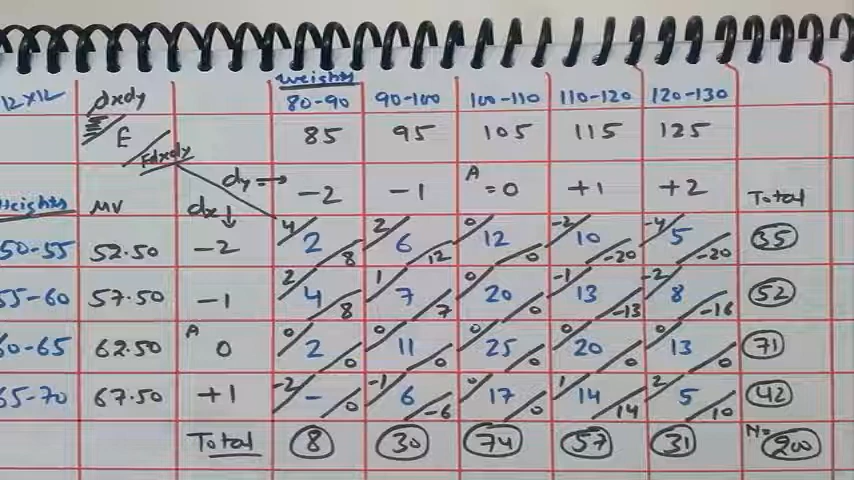 12×12 dxdy Weights
80-90 90-100 100-110 110-120 120-130
F 85 95 105 115 125
Fdxdy
dy → -2 -1 A = 0 +1 +2
Heights MV dx ↓ Total
50-55 52.50 -2 4 2 8 2 6 12 0 12 0 -2 10 -20 -4 5 -20 35
55-60 57.50 -1 2 4 8 1 7 7 0 20 0 -1 13 -13 -2 8 -16 52
60-65 62.50 A 0 0 2 0 0 11 0 0 25 0 0 20 0 0 13 0 71
65-70 67.50 +1 -2 - 0 -1 6 -6 0 17 0 1 14 14 2 5 10 42
Total 8 30 74 57 31 N= 200